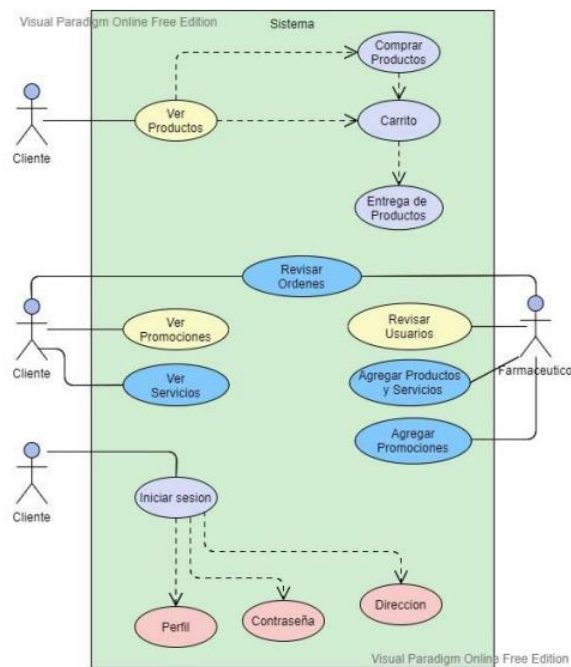 Visual Paradigm Online Free Edition
Sistema
Comprar
Productos
Ver
Productos
Carrito
Cliente
Entrega de
Productos
Revisar
Ordenes
Ver
Promociones
Revisar
Usuarios
Cliente
Farmaceutico
Ver
Servicios
Agregar Productos
y Servicios
Agregar
Promociones
Iniciar sesion
Cliente
Perfil
Contraseña
Direccion
Visual Paradigm Online Free Edition